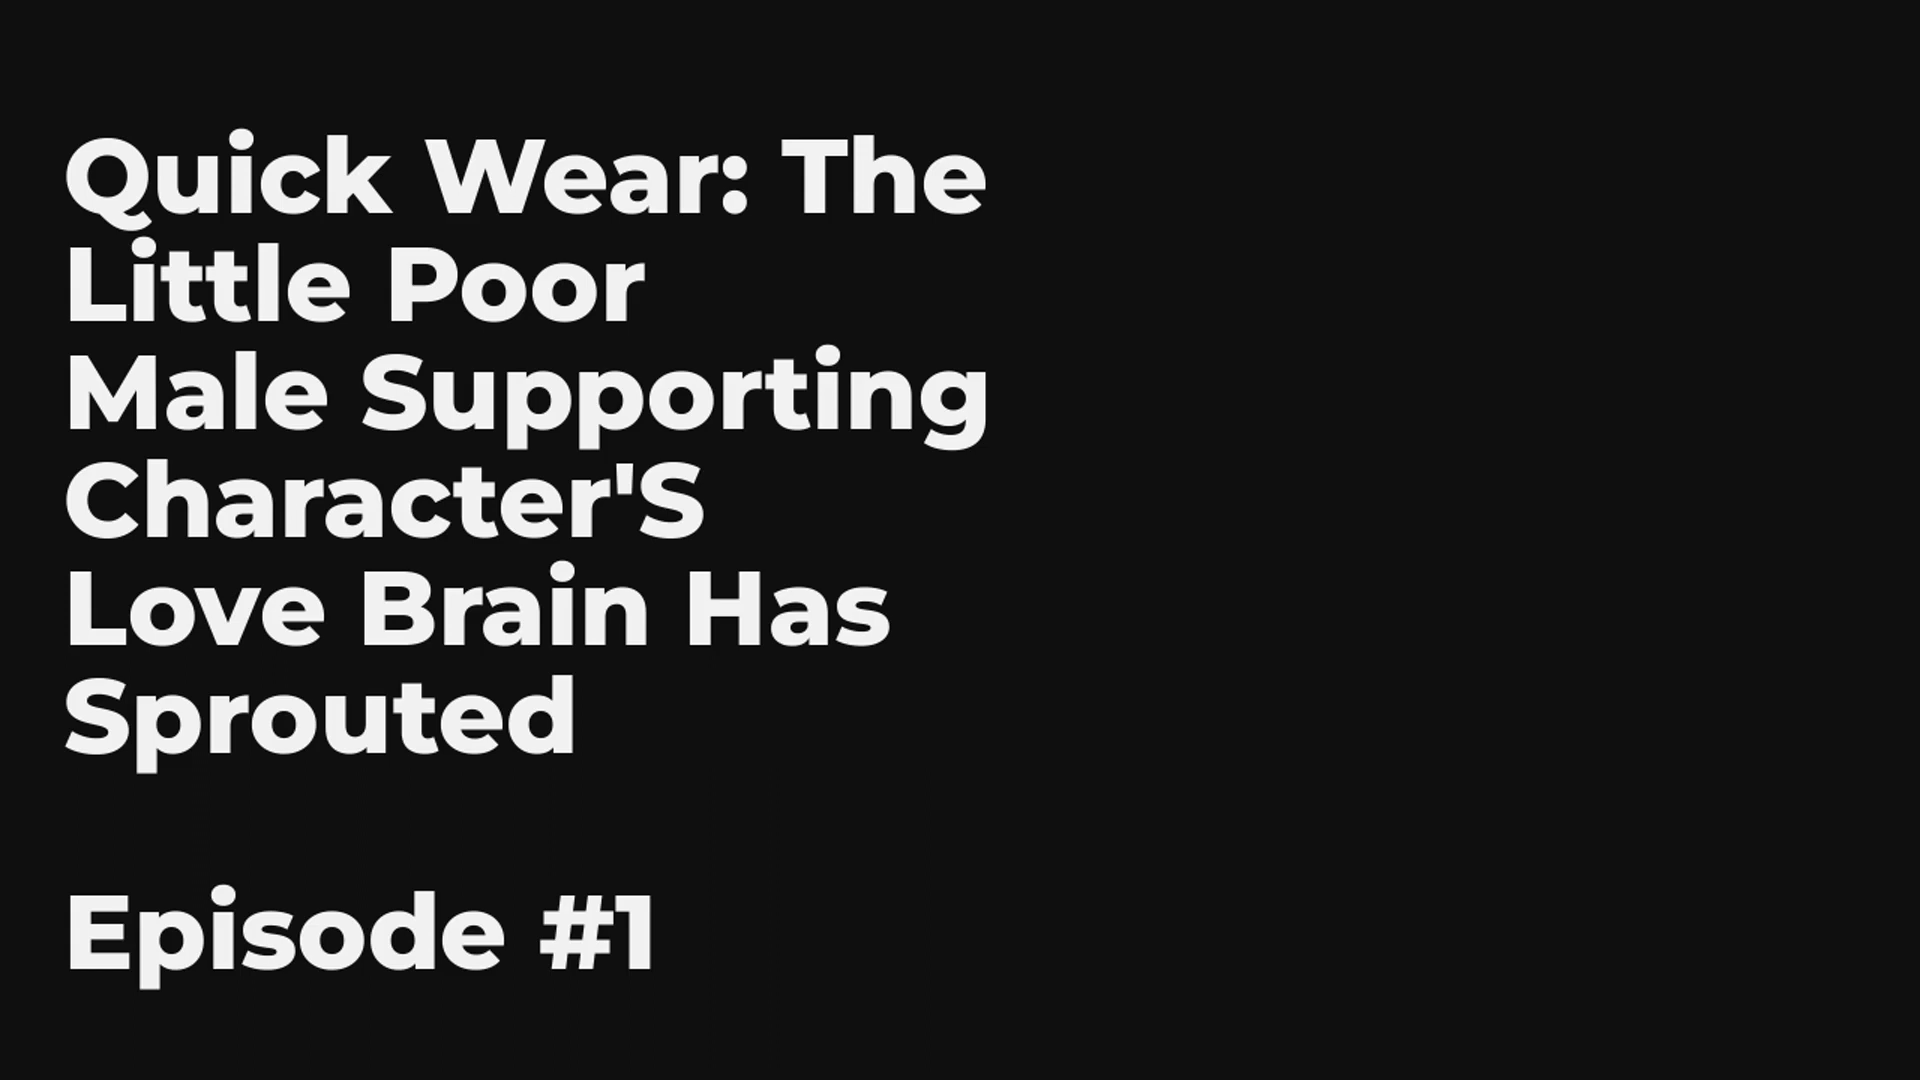 Quick Wear: The
Little Poor
Male Supporting
Character'S
Love Brain Has
Sprouted
Episode #1